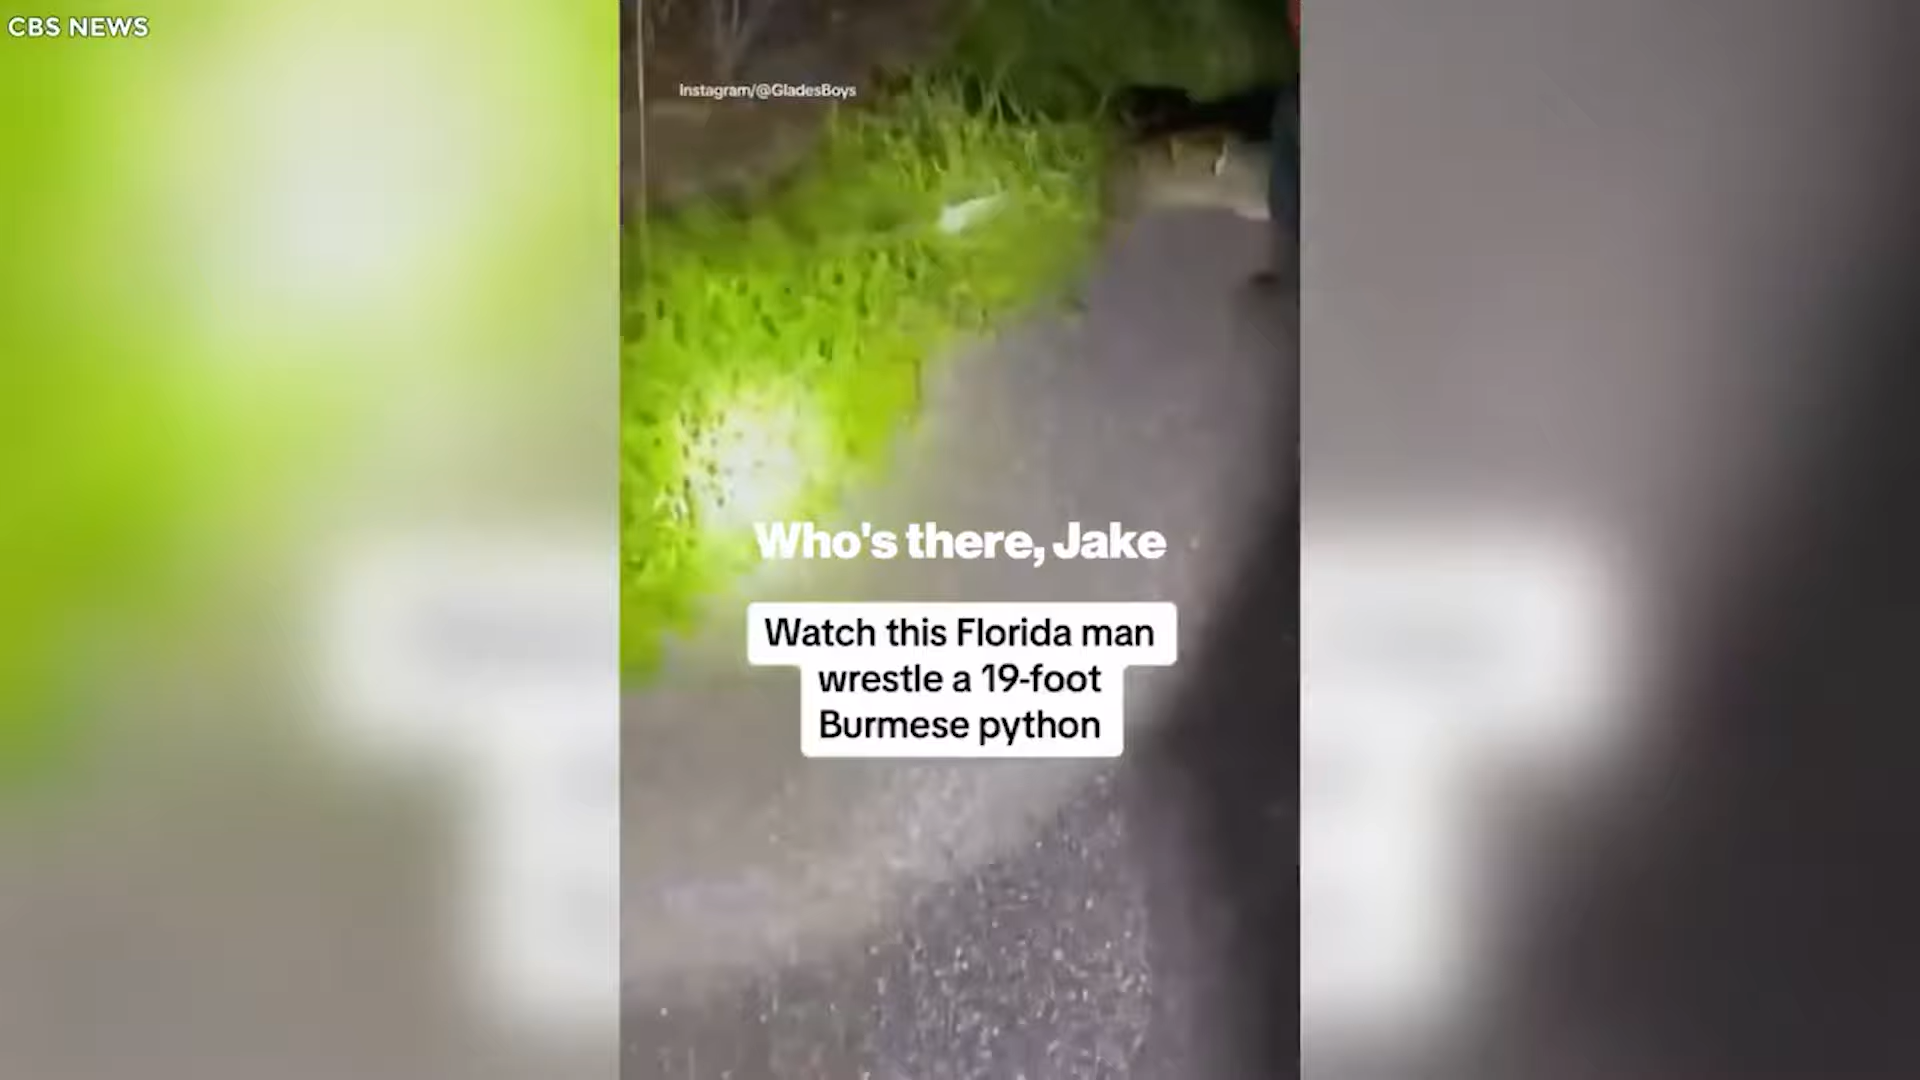 CBS NEWS
Instagram/@GladesBoys
Who's there, Jake
Watch this Florida man
wrestle a 19-foot
Burmese python